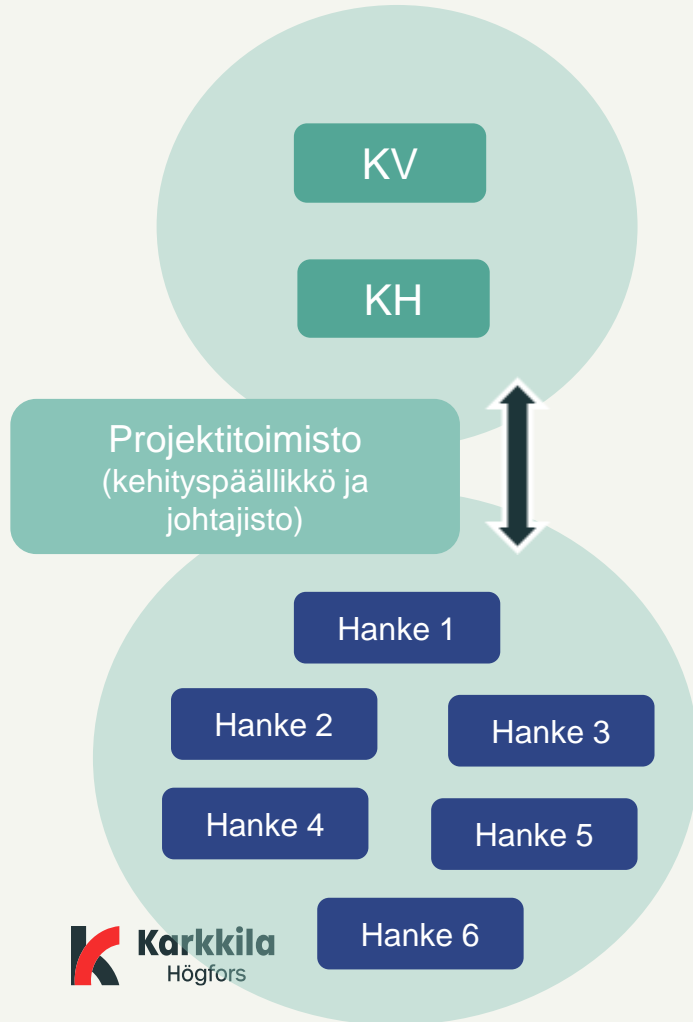 KV
KH
Projektitoimisto
(kehityspäällikkö ja
johtajisto)
Hanke 1
Hanke 2
Hanke 3
Hanke 4
Hanke 5
Hanke 6
Karkkila
Högfors